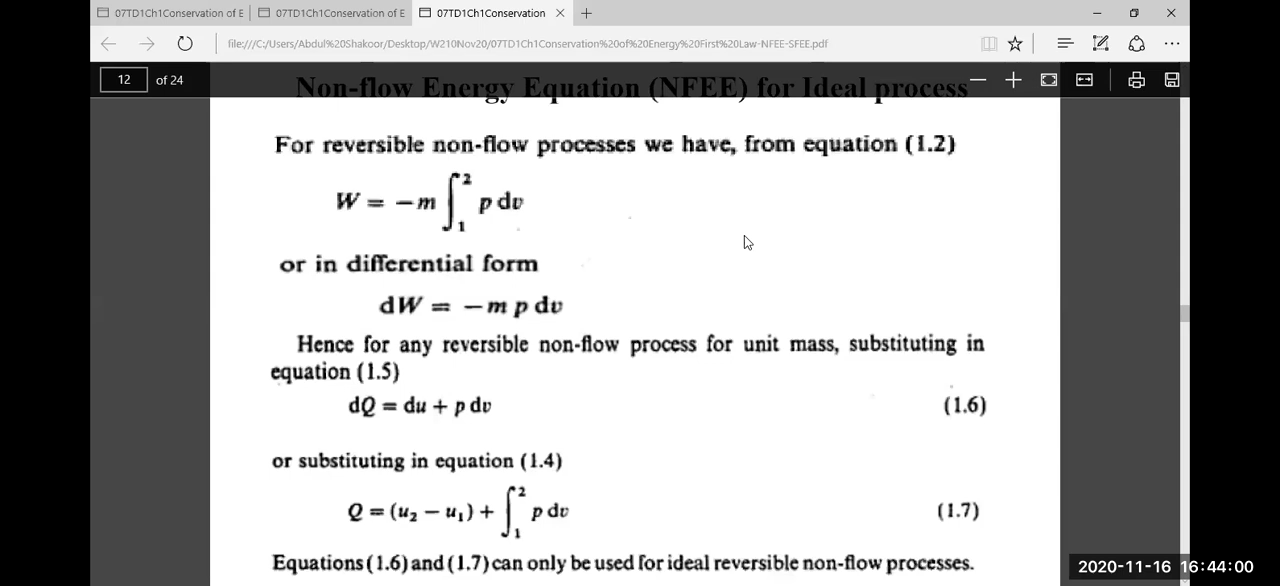 07TD1Ch1Conservation of E
07TD1Ch1Conservation of E
07TD1Ch1Conservation
file:///C:/Users/Abdul%20Shakoor/Desktop/W210Nov20/07TD1Ch1Conservation%20of%20Energy%20First%20Law-NFEE-SFEE.pdf
12 of 24
Non-flow Energy Equation (NFEE) for Ideal process
For reversible non-flow processes we have, from equation (1.2)
W = −m ∫₁² p dv
or in differential form
dW = −m p dv
Hence for any reversible non-flow process for unit mass, substituting in
equation (1.5)
dQ = du + p dv (1.6)
or substituting in equation (1.4)
Q = (u₂ − u₁) + ∫₁² p dv (1.7)
Equations (1.6) and (1.7) can only be used for ideal reversible non-flow processes.
2020-11-16 16:44:00